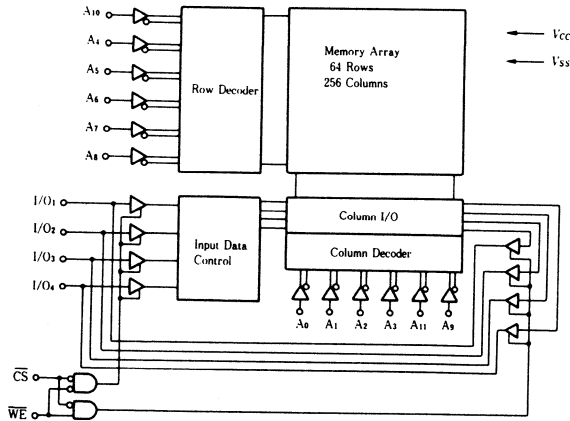 A10
A4
A5
A6
A7
A8
Row Decoder
Memory Array
64 Rows
256 Columns
Vcc
Vss
I/O1
I/O2
I/O3
I/O4
Input Data
Control
Column I/O
Column Decoder
A0 A1 A2 A3 A11 A9
CS
WE